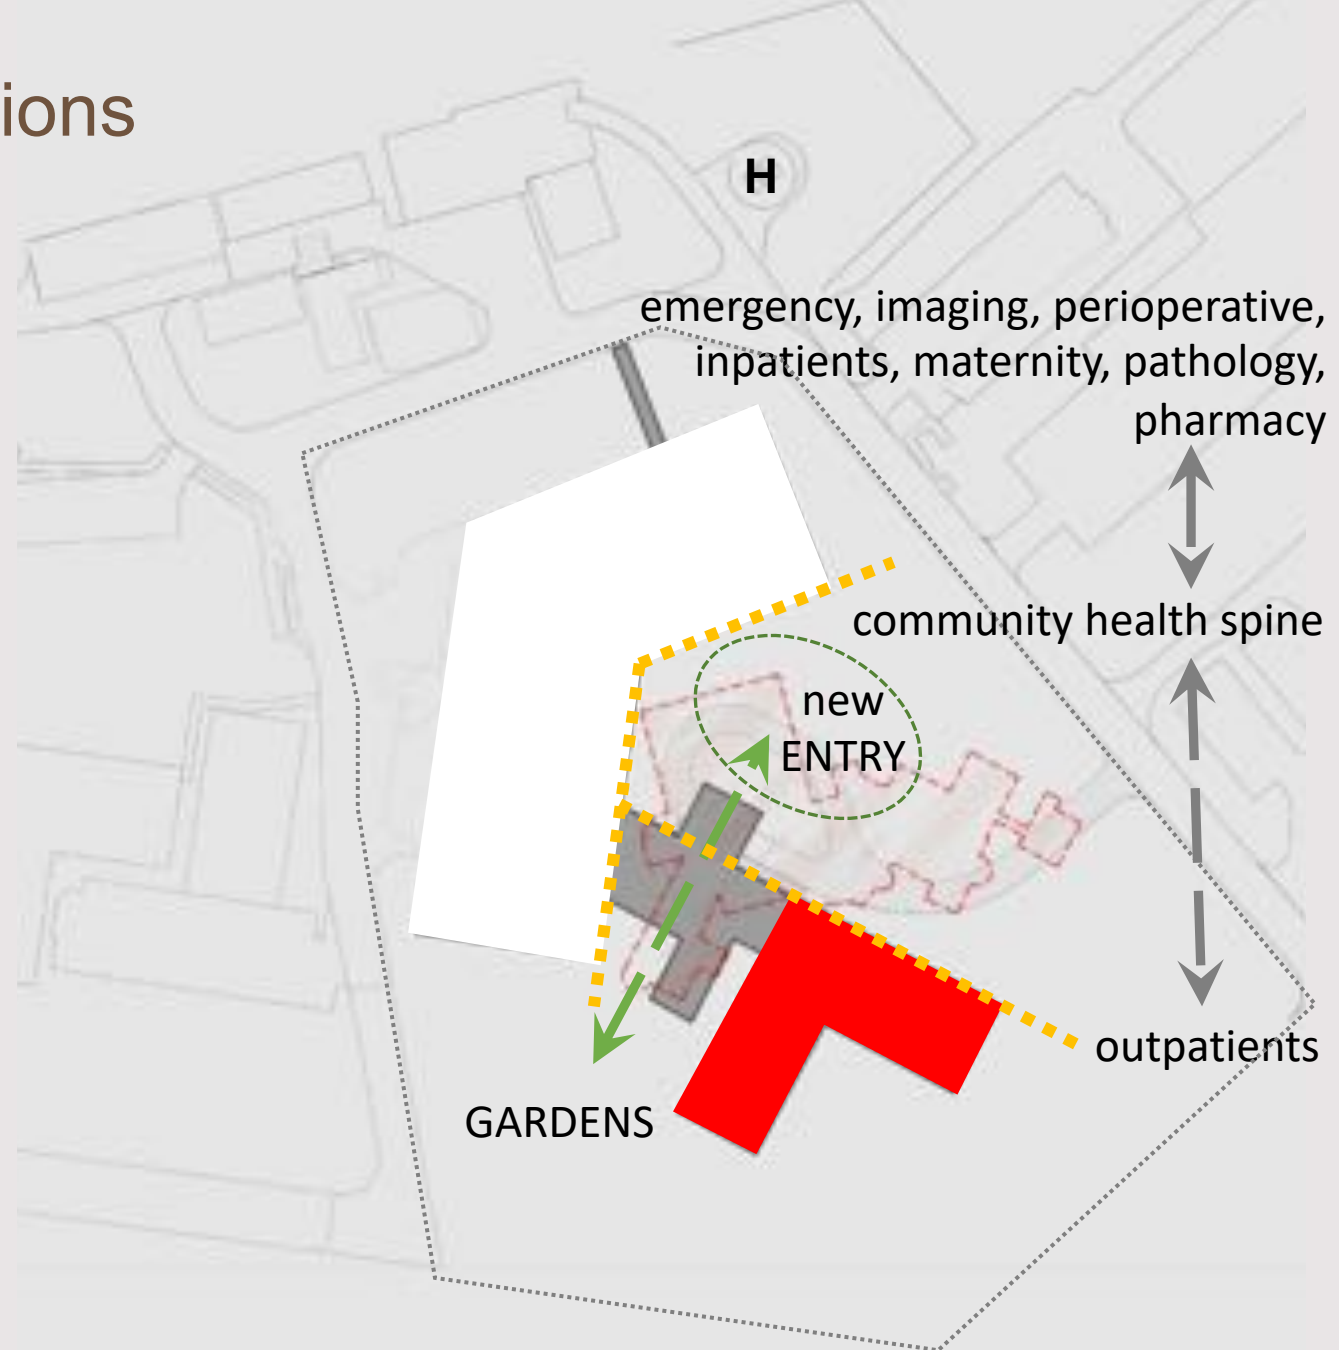 ions
H
emergency, imaging, perioperative,
inpatients, maternity, pathology,
pharmacy
community health spine
new
ENTRY
outpatients
GARDENS